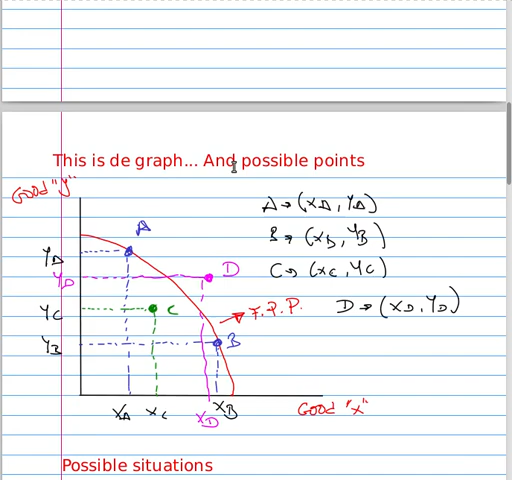 This is de graph... And possible points
Good "y"
A → (XA, YA)
A
B → (XB, YB)
YA
YD
D
C → (XC, YC)
YC
C
F.P.P.
D → (XD, YD)
YB
B
XA
XC
XD
XB
Good "x"
Possible situations